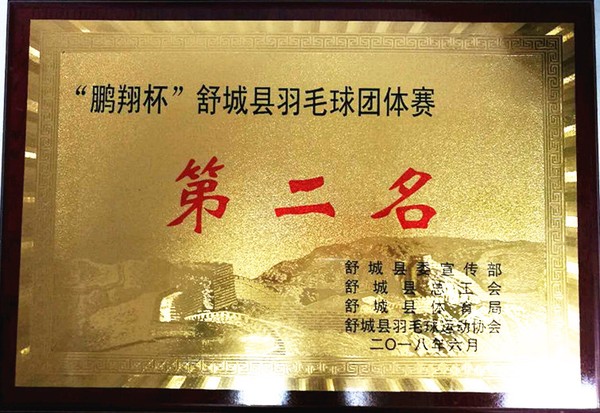 “鹏翔杯”舒城县羽毛球团体赛
第二名
舒城县委宣传部
舒城县总工会
舒城县体育局
舒城县羽毛球运动协会
二〇一八年六月